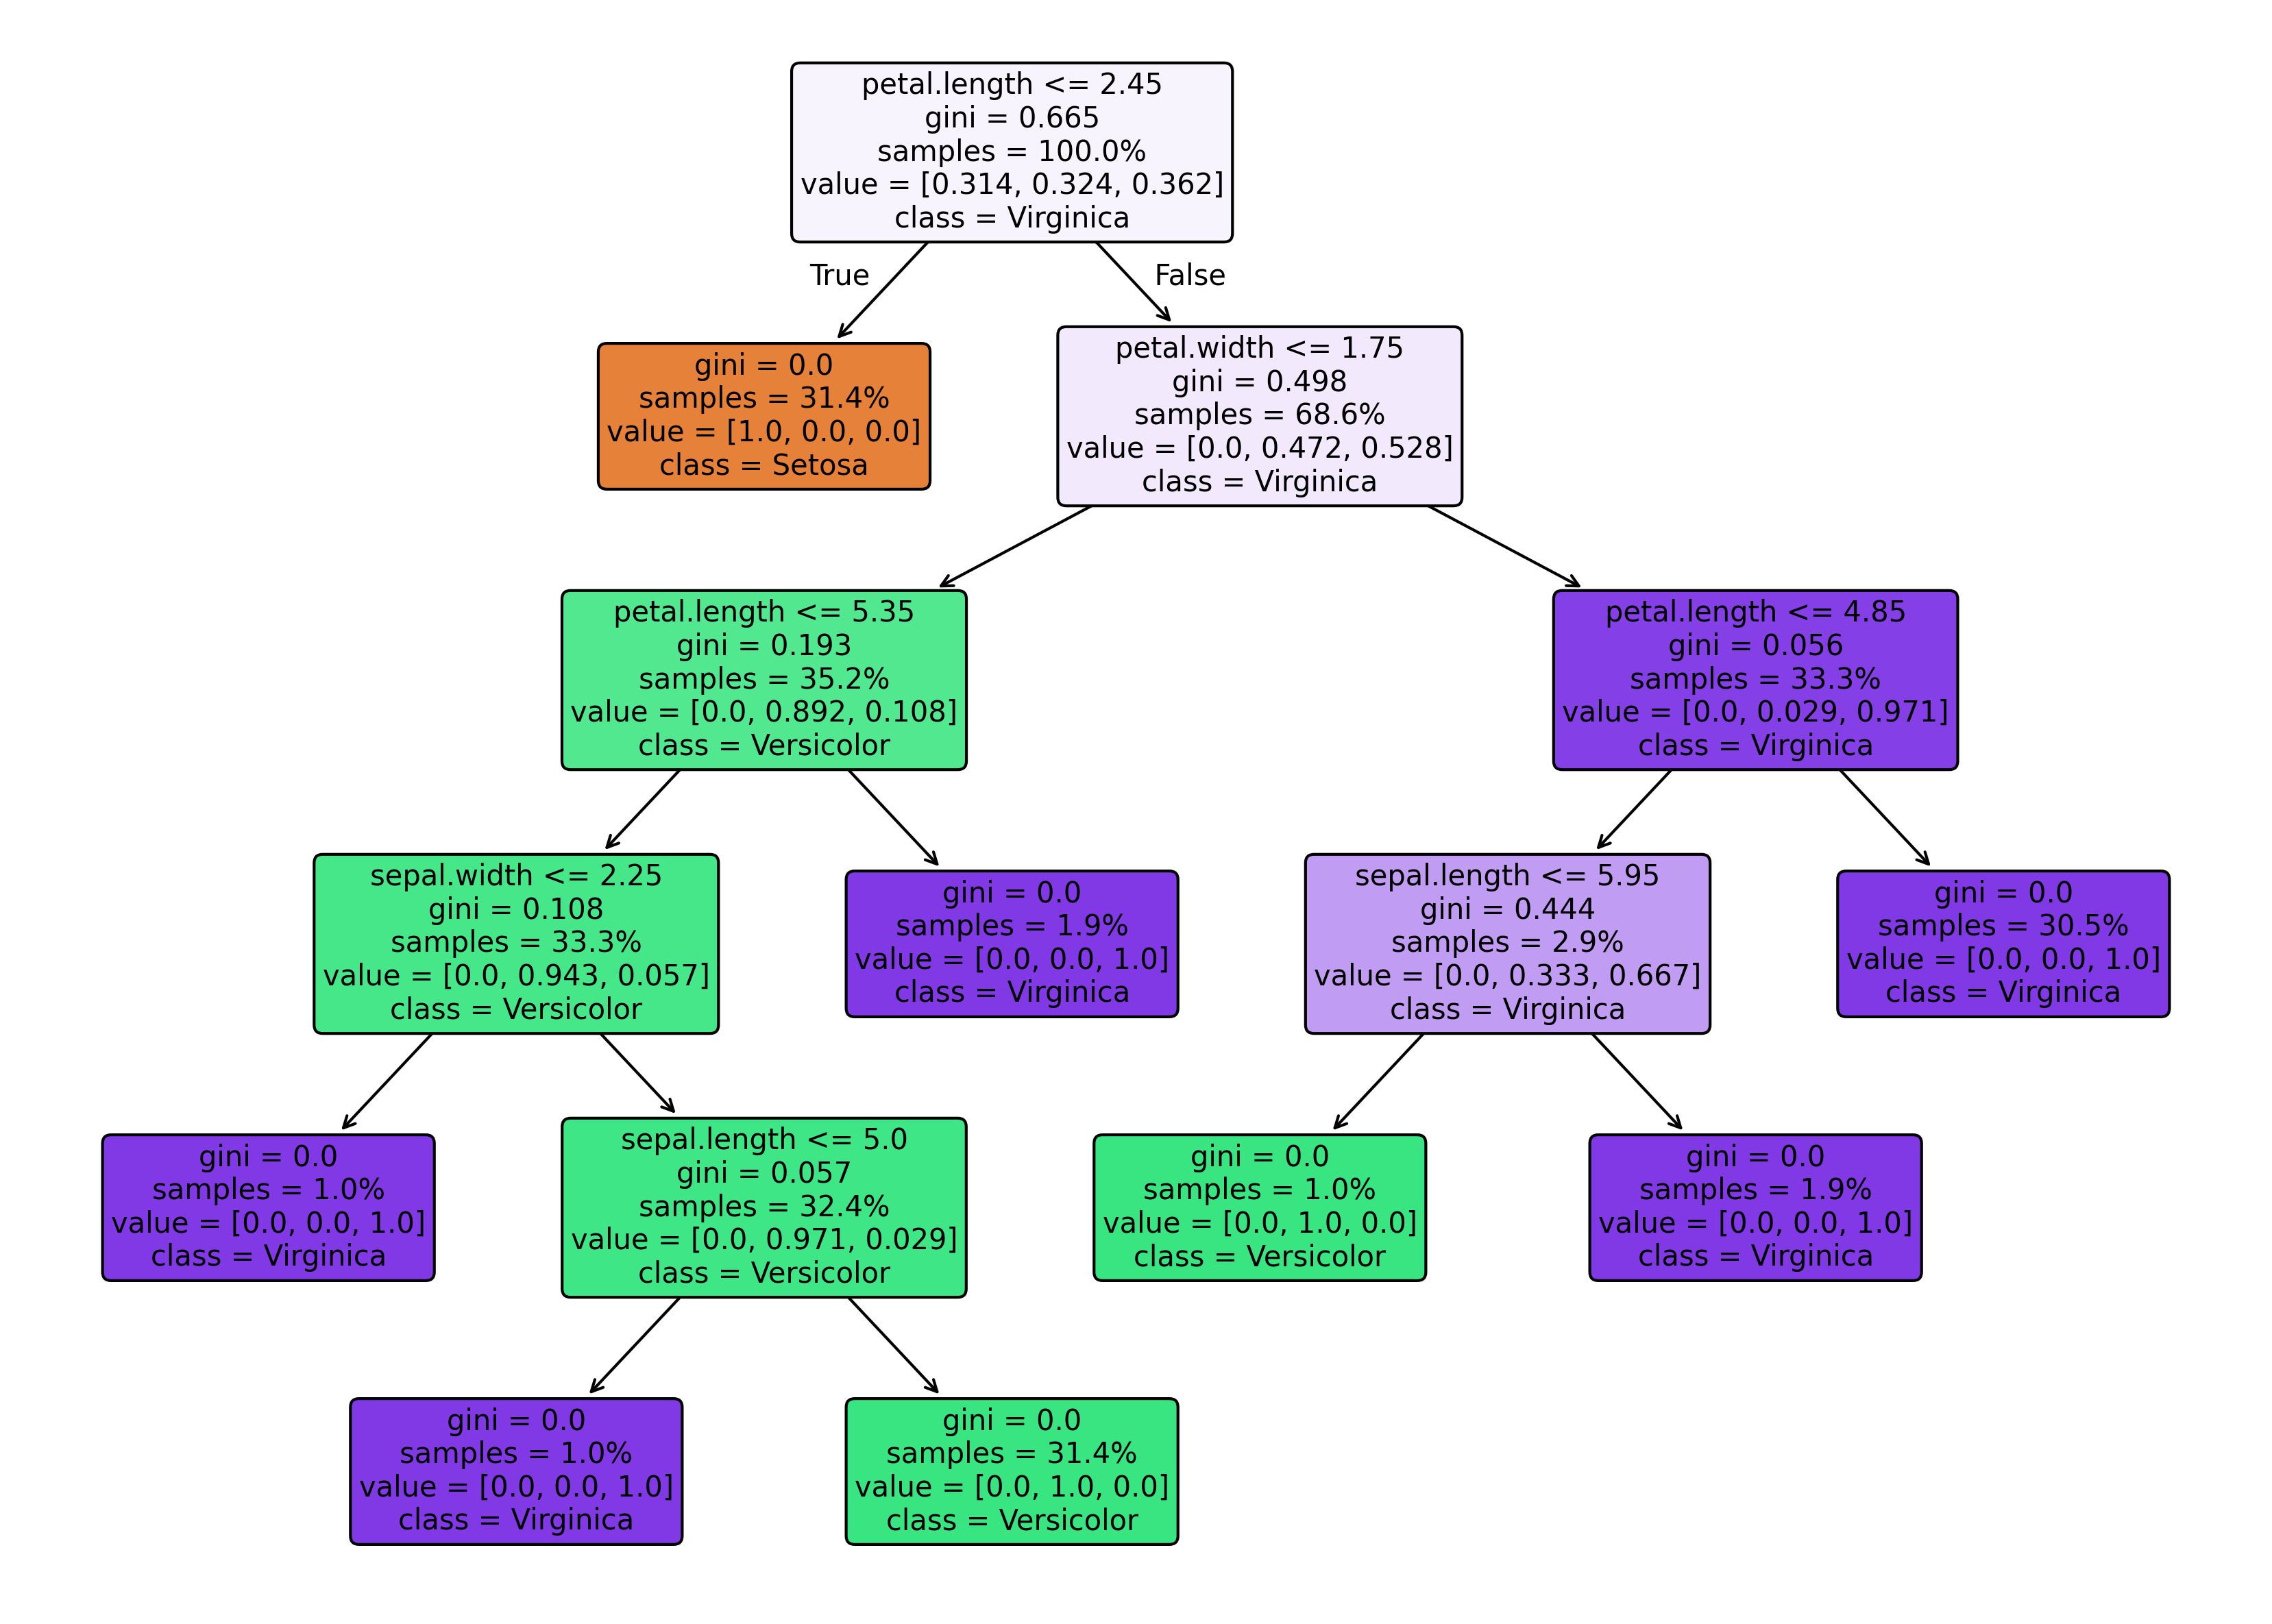 petal.length <= 2.45
gini = 0.665
samples = 100.0%
value = [0.314, 0.324, 0.362]
class = Virginica
True
False
gini = 0.0
samples = 31.4%
value = [1.0, 0.0, 0.0]
class = Setosa
petal.width <= 1.75
gini = 0.498
samples = 68.6%
value = [0.0, 0.472, 0.528]
class = Virginica
petal.length <= 5.35
gini = 0.193
samples = 35.2%
value = [0.0, 0.892, 0.108]
class = Versicolor
petal.length <= 4.85
gini = 0.056
samples = 33.3%
value = [0.0, 0.029, 0.971]
class = Virginica
sepal.width <= 2.25
gini = 0.108
samples = 33.3%
value = [0.0, 0.943, 0.057]
class = Versicolor
gini = 0.0
samples = 1.9%
value = [0.0, 0.0, 1.0]
class = Virginica
sepal.length <= 5.95
gini = 0.444
samples = 2.9%
value = [0.0, 0.333, 0.667]
class = Virginica
gini = 0.0
samples = 30.5%
value = [0.0, 0.0, 1.0]
class = Virginica
gini = 0.0
samples = 1.0%
value = [0.0, 0.0, 1.0]
class = Virginica
sepal.length <= 5.0
gini = 0.057
samples = 32.4%
value = [0.0, 0.971, 0.029]
class = Versicolor
gini = 0.0
samples = 1.0%
value = [0.0, 1.0, 0.0]
class = Versicolor
gini = 0.0
samples = 1.9%
value = [0.0, 0.0, 1.0]
class = Virginica
gini = 0.0
samples = 1.0%
value = [0.0, 0.0, 1.0]
class = Virginica
gini = 0.0
samples = 31.4%
value = [0.0, 1.0, 0.0]
class = Versicolor